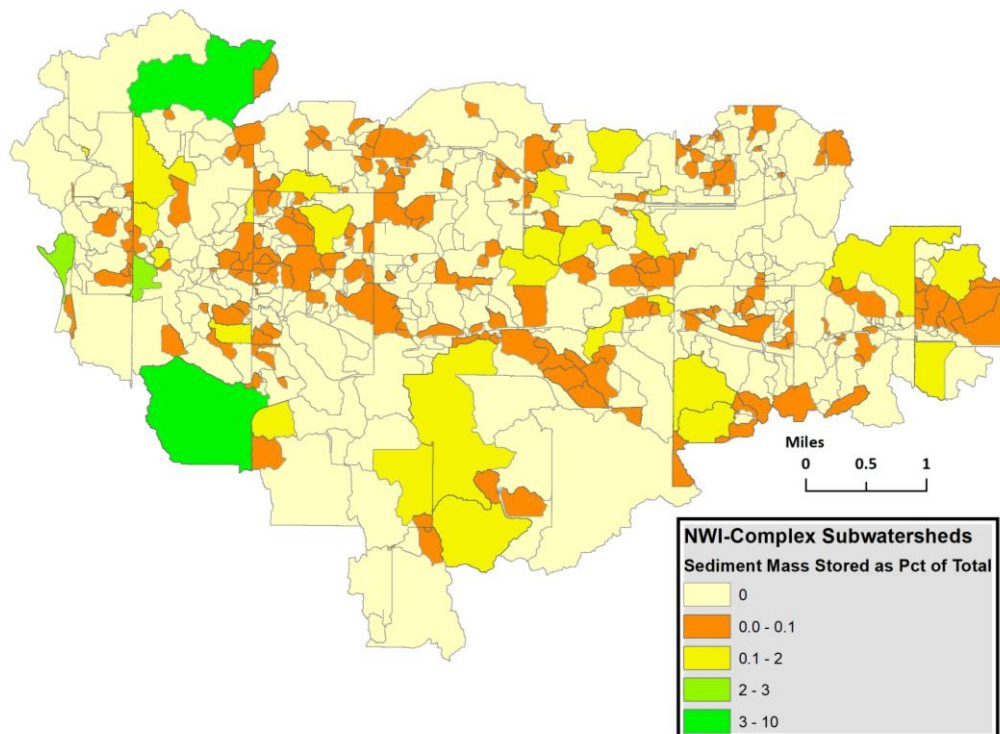 Miles
0 0.5 1
NWI-Complex Subwatersheds
Sediment Mass Stored as Pct of Total
0
0.0 - 0.1
0.1 - 2
2 - 3
3 - 10